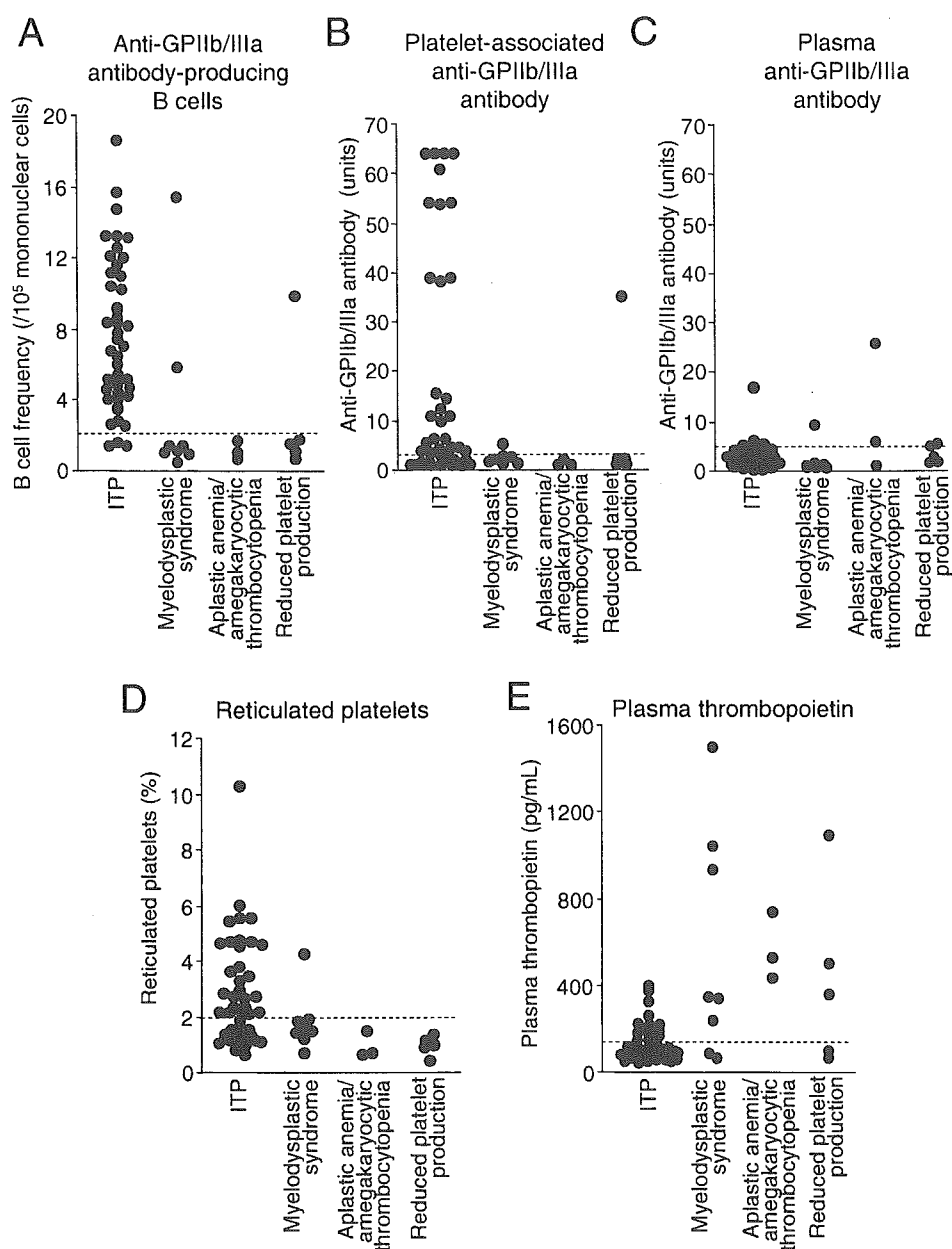 A
Anti-GPIIb/IIIa
antibody-producing
B cells
B cell frequency (/10⁵ mononuclear cells)
20
16
12
8
4
0
ITP
Myelodysplastic
syndrome
Aplastic anemia/
amegakaryocytic
thrombocytopenia
Reduced platelet
production
B
Platelet-associated
anti-GPIIb/IIIa
antibody
Anti-GPIIb/IIIa antibody (units)
70
60
50
40
30
20
10
0
ITP
Myelodysplastic
syndrome
Aplastic anemia/
amegakaryocytic
thrombocytopenia
Reduced platelet
production
C
Plasma
anti-GPIIb/IIIa
antibody
Anti-GPIIb/IIIa antibody (units)
70
60
50
40
30
20
10
0
ITP
Myelodysplastic
syndrome
Aplastic anemia/
amegakaryocytic
thrombocytopenia
Reduced platelet
production
D
Reticulated platelets
Reticulated platelets (%)
12
10
8
6
4
2
0
ITP
Myelodysplastic
syndrome
Aplastic anemia/
amegakaryocytic
thrombocytopenia
Reduced platelet
production
E
Plasma thrombopoietin
Plasma thrombopoietin (pg/mL)
1600
1200
800
400
0
ITP
Myelodysplastic
syndrome
Aplastic anemia/
amegakaryocytic
thrombocytopenia
Reduced platelet
production